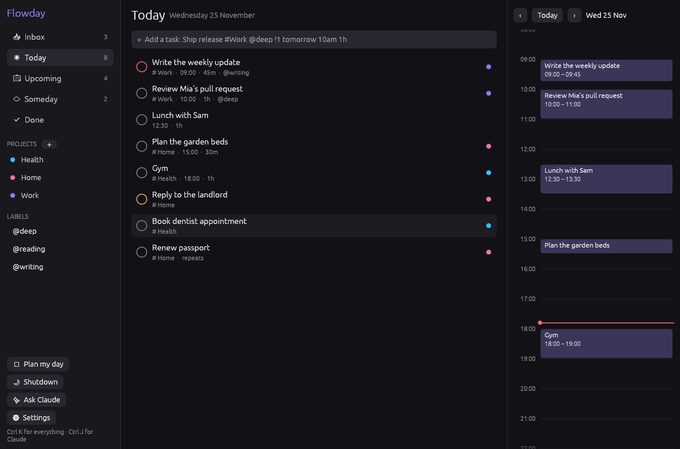 Flowday
Inbox 3
Today 8
Upcoming 4
Someday 2
Done
PROJECTS +
Health
Home
Work
LABELS
@deep
@reading
@writing
Plan my day
Shutdown
Ask Claude
Settings
Ctrl K for everything · Ctrl J for
Claude
Today Wednesday 25 November
+ Add a task: Ship release #Work @deep !1 tomorrow 10am 1h
Write the weekly update
# Work · 09:00 · 45m · @writing
Review Mia's pull request
# Work · 10:00 · 1h · @deep
Lunch with Sam
12:30 · 1h
Plan the garden beds
# Home · 15:00 · 30m
Gym
# Health · 18:00 · 1h
Reply to the landlord
# Home
Book dentist appointment
# Health
Renew passport
# Home · repeats
‹ Today › Wed 25 Nov
08:00
09:00
Write the weekly update
09:00 – 09:45
10:00
Review Mia's pull request
10:00 – 11:00
11:00
12:00
Lunch with Sam
12:30 – 13:30
13:00
14:00
15:00
Plan the garden beds
16:00
17:00
18:00
Gym
18:00 – 19:00
19:00
20:00
21:00
22:00